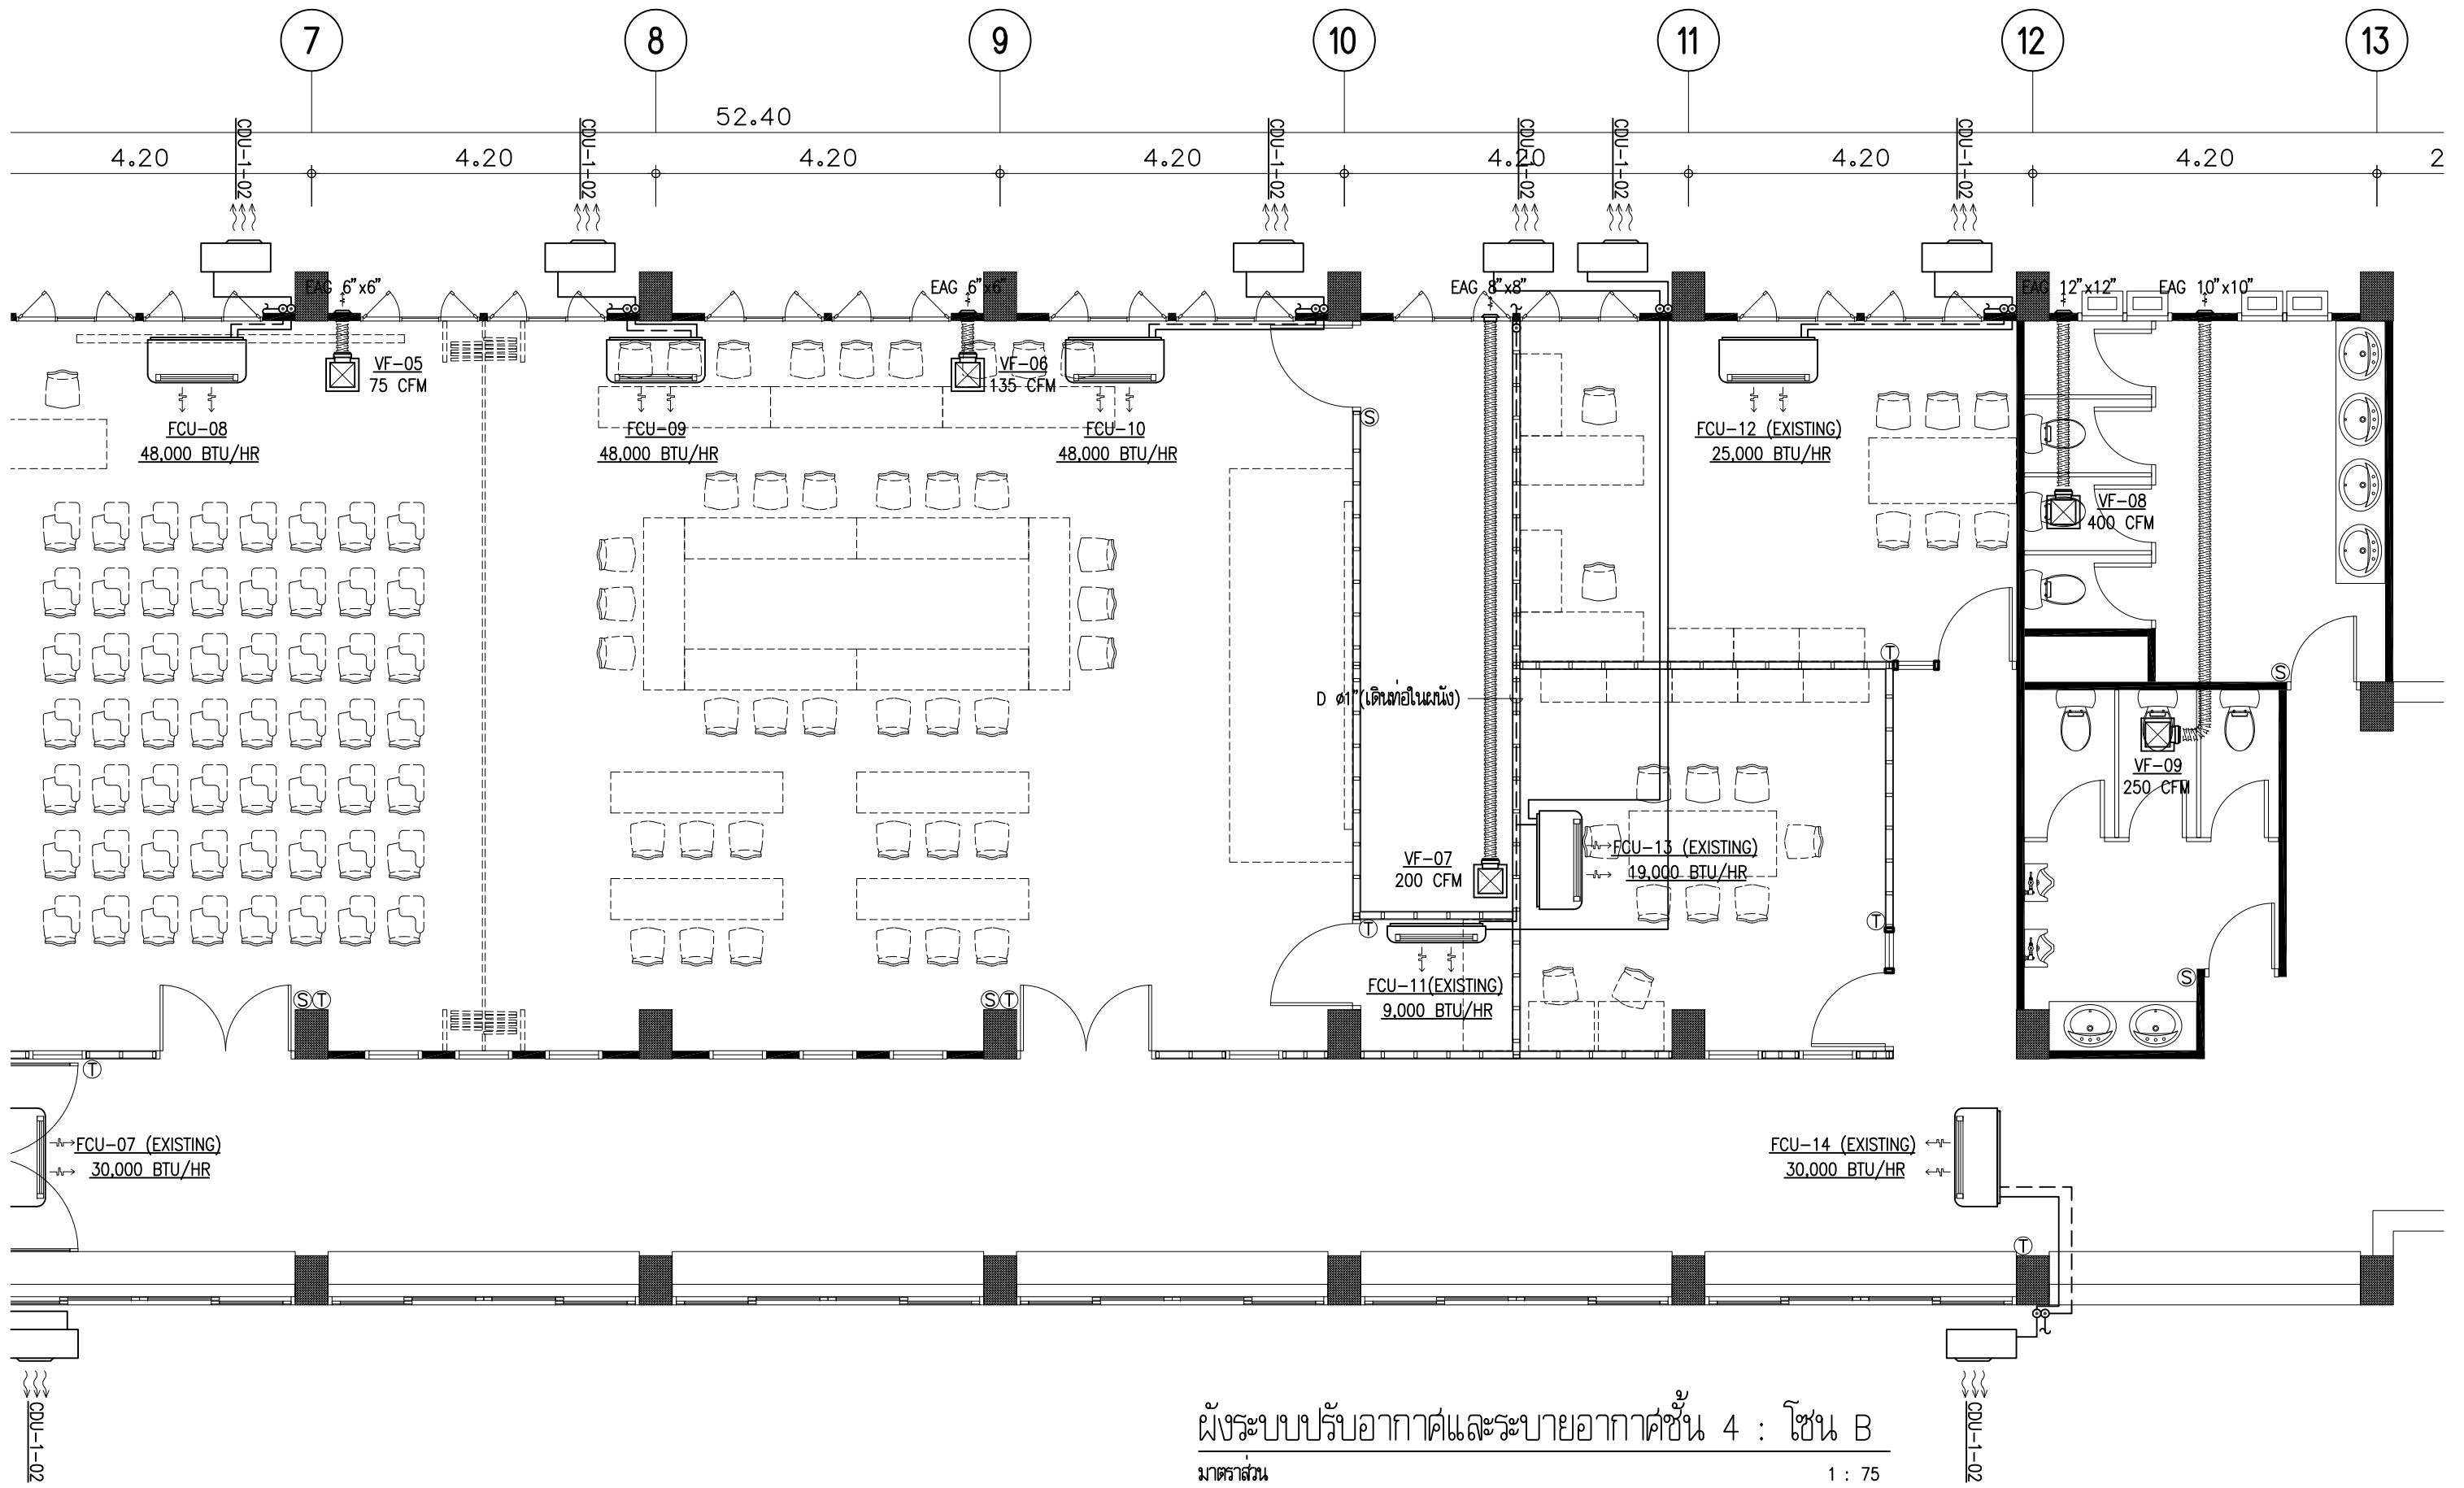 7 8 9 10 11 12 13
52.40
4.20 4.20 4.20 4.20 4.20 4.20 4.20 2
CDU-1-02 CDU-1-02 CDU-1-02 CDU-1-02 CDU-1-02 CDU-1-02
EAG 6"x6" EAG 6"x6" EAG 8"x8" EAG 12"x12" EAG 10"x10"
VF-05
75 CFM
VF-06
135 CFM
FCU-08
48,000 BTU/HR
FCU-09
48,000 BTU/HR
FCU-10
48,000 BTU/HR
S
FCU-12 (EXISTING)
25,000 BTU/HR
VF-08
400 CFM
T
S
D ø1"(เดินท่อในผนัง)
VF-09
250 CFM
VF-07
200 CFM
FCU-13 (EXISTING)
19,000 BTU/HR
T
T
S
FCU-11(EXISTING)
9,000 BTU/HR
S T
S T
T
FCU-07 (EXISTING)
30,000 BTU/HR
FCU-14 (EXISTING)
30,000 BTU/HR
T
CDU-1-02
CDU-1-02
ผังระบบปรับอากาศและระบายอากาศชั้น 4 : โซน B
มาตราส่วน 1 : 75